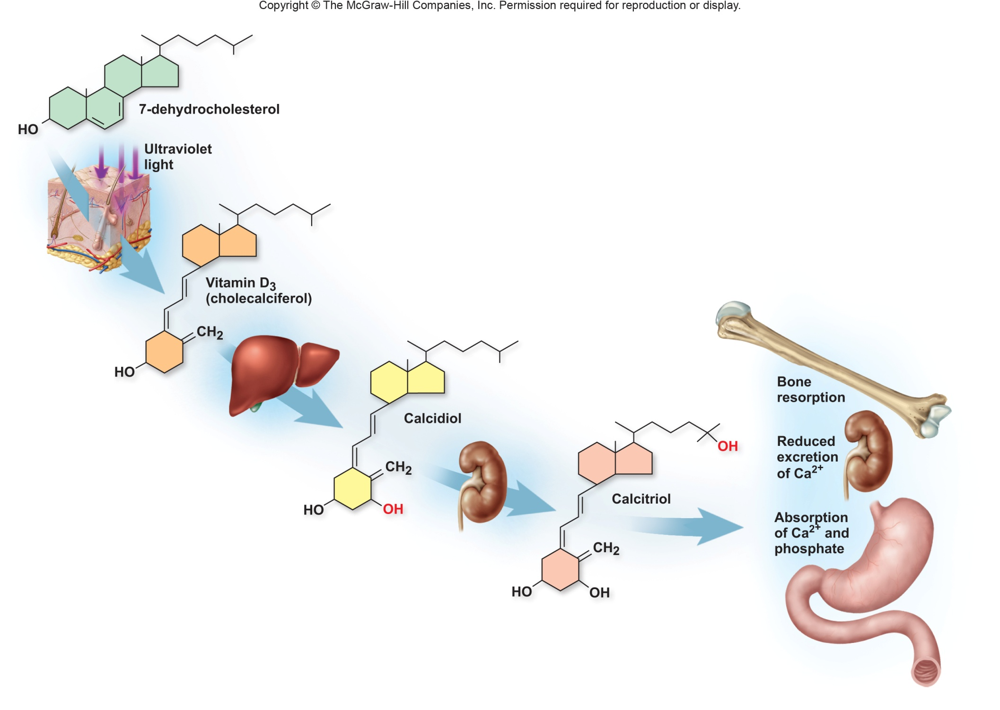 Copyright © The McGraw-Hill Companies, Inc. Permission required for reproduction or display.
7-dehydrocholesterol
HO
Ultraviolet
light
Vitamin D3
(cholecalciferol)
CH2
HO
Calcidiol
CH2
HO
OH
OH
Calcitriol
CH2
HO
OH
Bone
resorption
Reduced
excretion
of Ca2+
Absorption
of Ca2+ and
phosphate